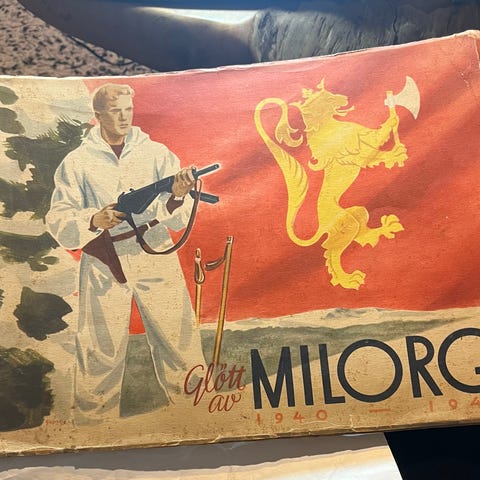 Glött
av
MILORG
1940 — 194